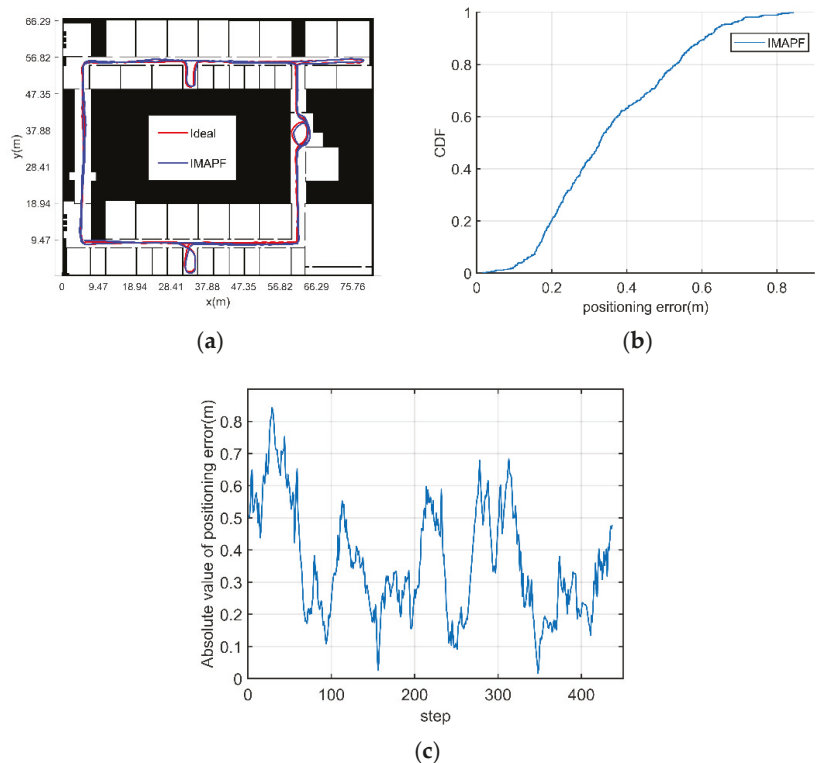 66.29
56.82
47.35
37.88
28.41
18.94
9.47
y(m)
Ideal
IMAPF
0 9.47 18.94 28.41 37.88 47.35 56.82 66.29 75.76
x(m)
(a)
1
0.8
0.6
0.4
0.2
0
CDF
IMAPF
0 0.2 0.4 0.6 0.8
positioning error(m)
(b)
0.8
0.7
0.6
0.5
0.4
0.3
0.2
0.1
0
Absolute value of positioning error(m)
0 100 200 300 400
step
(c)